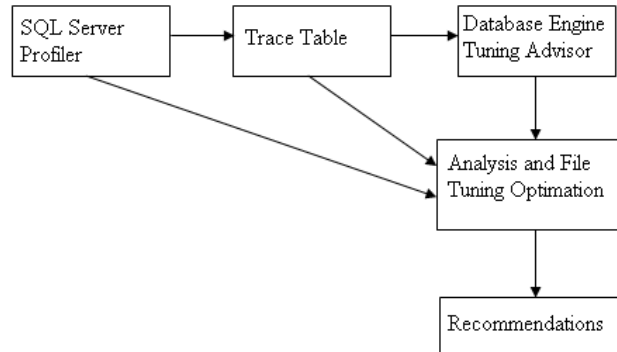 SQL Server
Profiler
Trace Table
Database Engine
Tuning Advisor
Analysis and File
Tuning Optimation
Recommendations